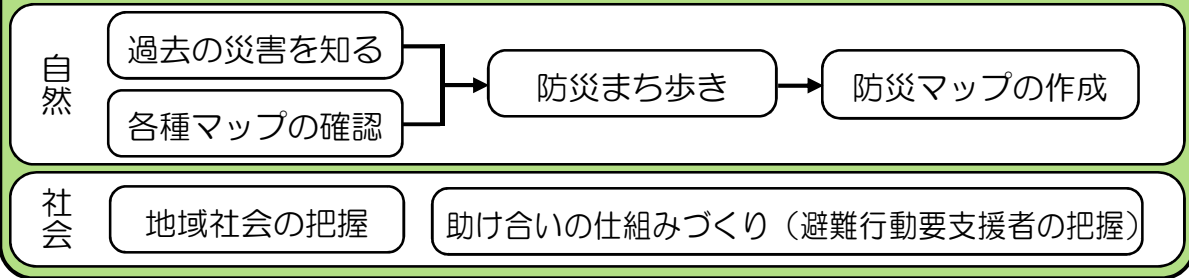 自然
過去の災害を知る
各種マップの確認
防災まち歩き
防災マップの作成
社会
地域社会の把握
助け合いの仕組みづくり（避難行動要支援者の把握）